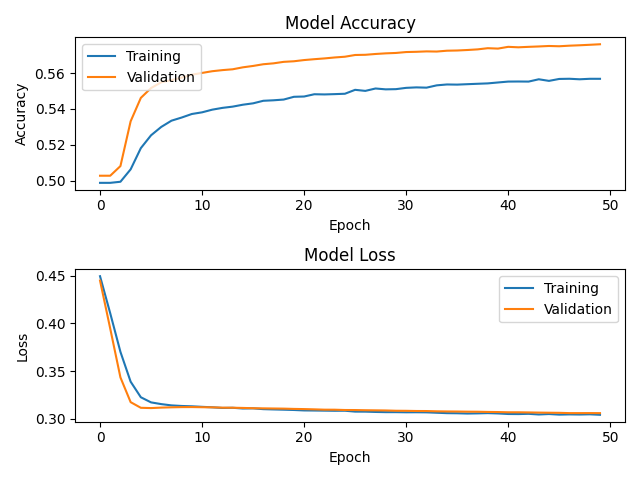 Model Accuracy
Training
Validation
0.56
0.54
0.52
0.50
Accuracy
0 10 20 30 40 50
Epoch
Model Loss
Training
Validation
0.45
0.40
0.35
0.30
Loss
0 10 20 30 40 50
Epoch